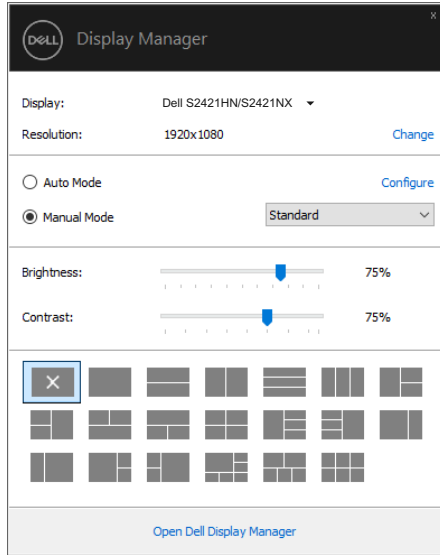 x
DELL Display Manager
Display: Dell S2421HN/S2421NX
Resolution: 1920x1080 Change
Auto Mode Configure
Manual Mode Standard
Brightness: 75%
Contrast: 75%
Open Dell Display Manager